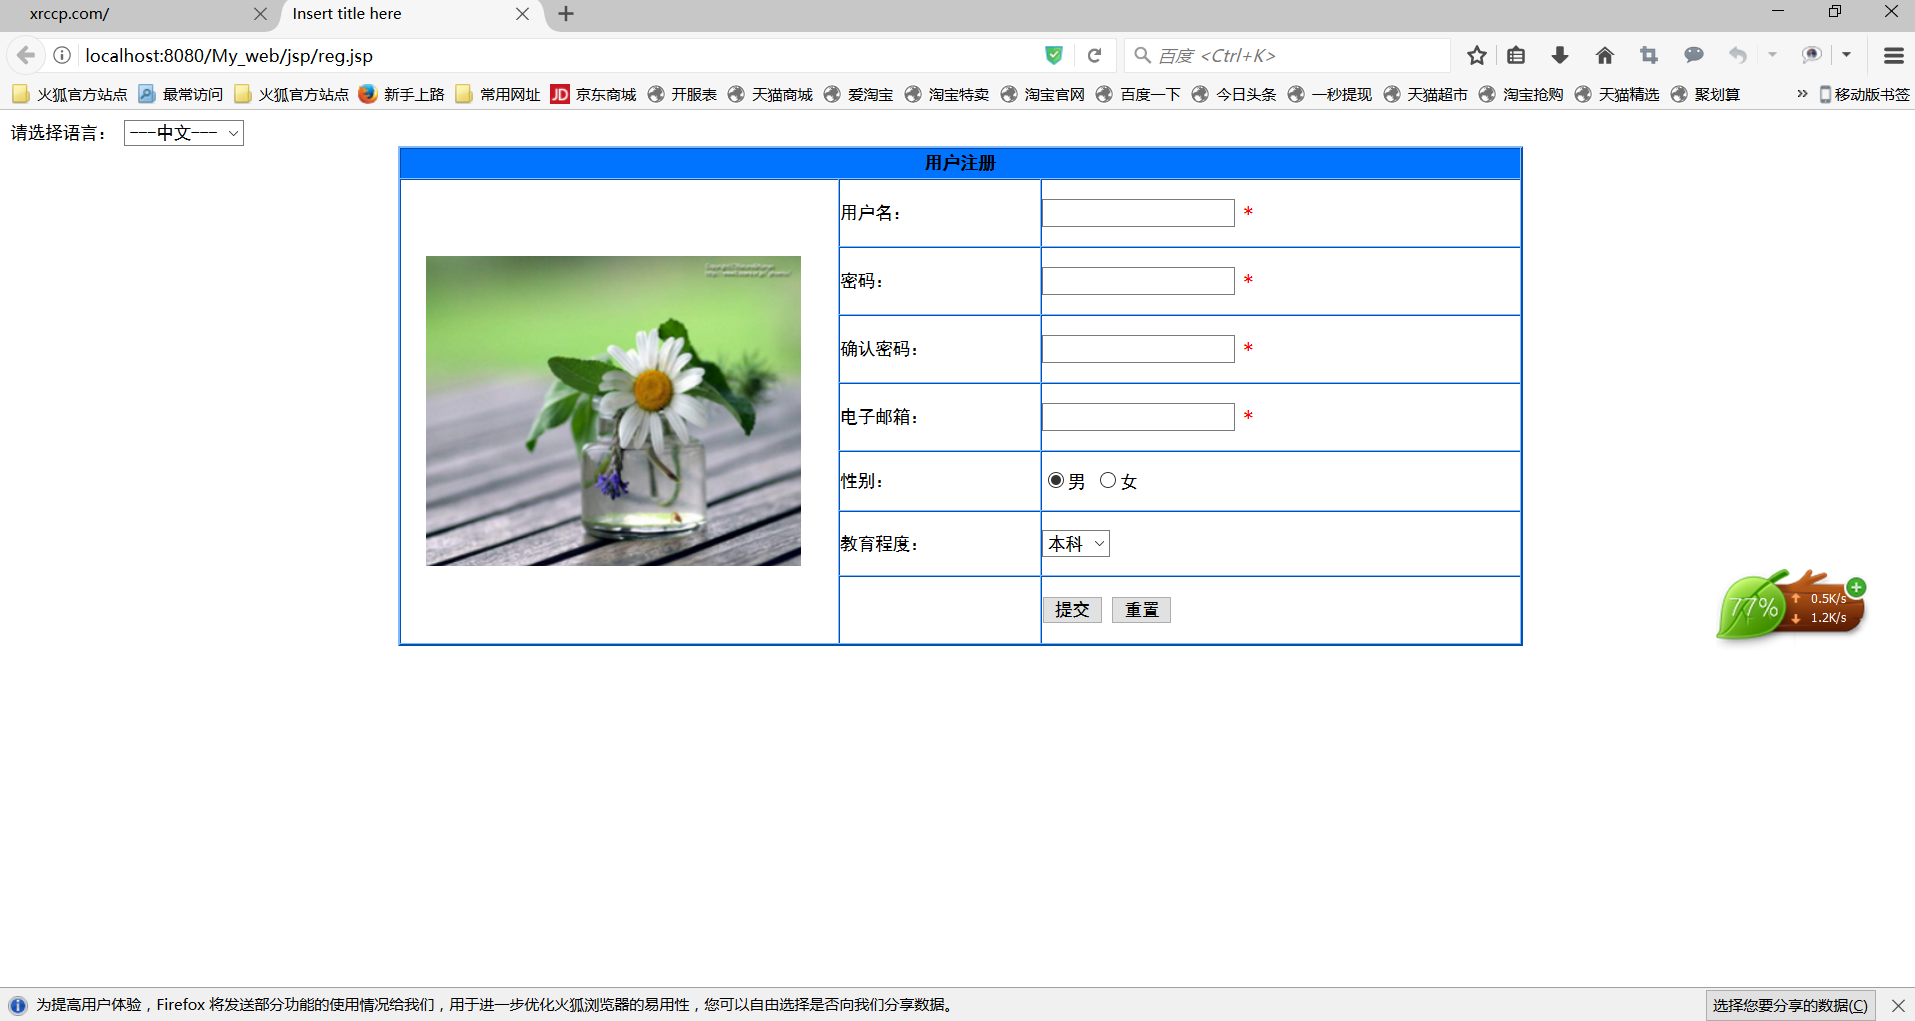 xrccp.com/
Insert title here
localhost:8080/My_web/jsp/reg.jsp
百度 <Ctrl+K>
火狐官方站点 最常访问 火狐官方站点 新手上路 常用网址 JD 京东商城 开服表 天猫商城 爱淘宝 淘宝特卖 淘宝官网 百度一下 今日头条 一秒提现 天猫超市 淘宝抢购 天猫精选 聚划算 » 移动版书签
请选择语言： ---中文---
用户注册
用户名： *
密码： *
确认密码： *
电子邮箱： *
性别： 男 女
教育程度： 本科
提交 重置
77% 0.5K/s
1.2K/s
为提高用户体验，Firefox 将发送部分功能的使用情况给我们，用于进一步优化火狐浏览器的易用性，您可以自由选择是否向我们分享数据。 选择您要分享的数据(C)